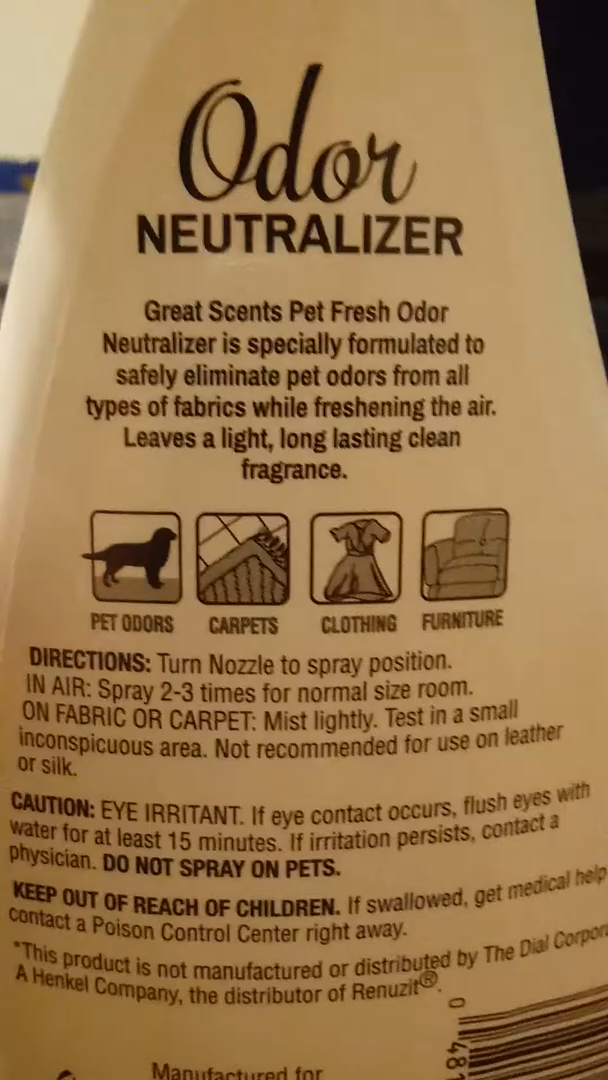 Odor
NEUTRALIZER
Great Scents Pet Fresh Odor
Neutralizer is specially formulated to
safely eliminate pet odors from all
types of fabrics while freshening the air.
Leaves a light, long lasting clean
fragrance.
PET ODORS CARPETS CLOTHING FURNITURE
DIRECTIONS: Turn Nozzle to spray position.
IN AIR: Spray 2-3 times for normal size room.
ON FABRIC OR CARPET: Mist lightly. Test in a small
inconspicuous area. Not recommended for use on leather
or silk.
CAUTION: EYE IRRITANT. If eye contact occurs, flush eyes with
water for at least 15 minutes. If irritation persists, contact a
physician. DO NOT SPRAY ON PETS.
KEEP OUT OF REACH OF CHILDREN. If swallowed, get medical help
contact a Poison Control Center right away.
*This product is not manufactured or distributed by The Dial Corpor
A Henkel Company, the distributor of Renuzit®.
0 48
Manufactured for